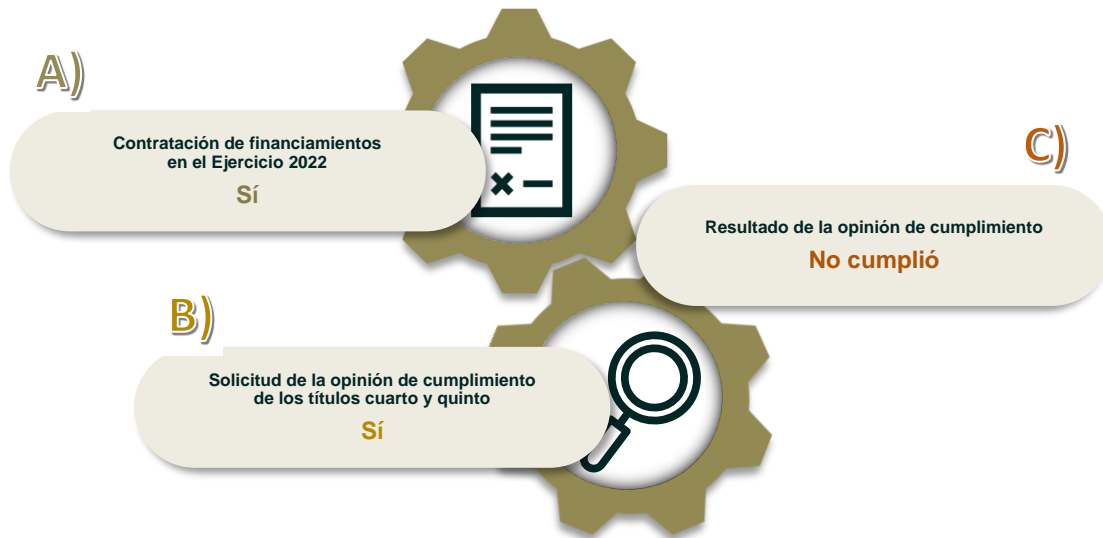 A)
Contratación de financiamientos
en el Ejercicio 2022
Sí
B)
Solicitud de la opinión de cumplimiento
de los títulos cuarto y quinto
Sí
C)
Resultado de la opinión de cumplimiento
No cumplió